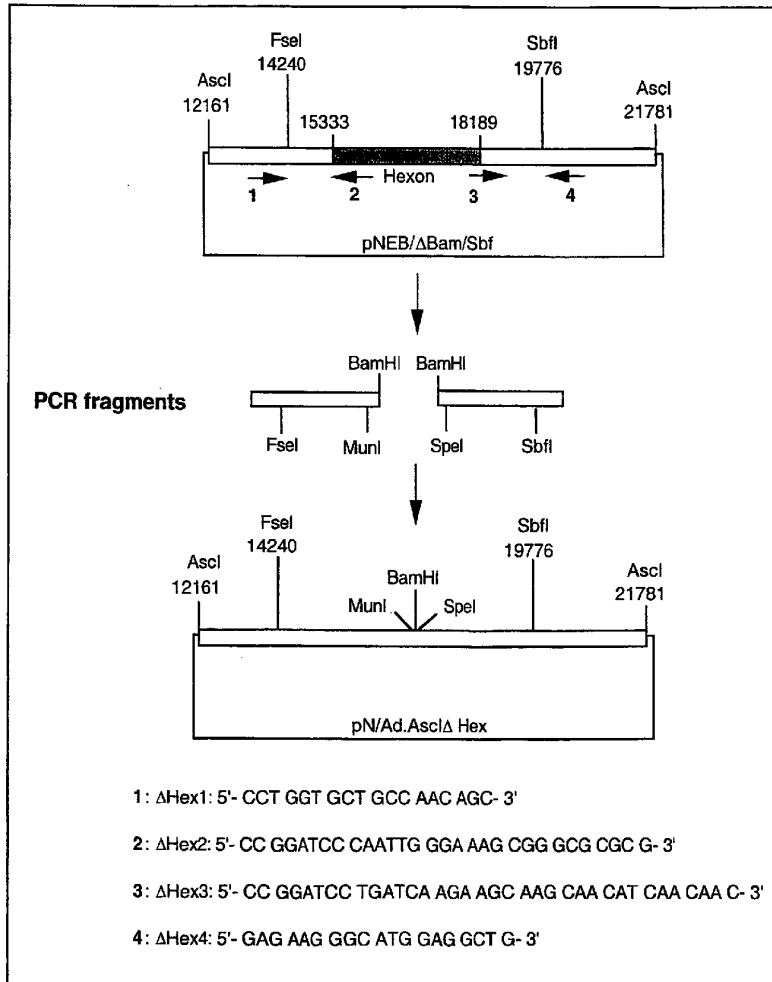 FseI
14240
SbfI
19776
AscI
12161
AscI
21781
15333
18189
Hexon
1
2
3
4
pNEB/ΔBam/Sbf
BamHI BamHI
PCR fragments
FseI MunI SpeI SbfI
FseI
14240
SbfI
19776
AscI
12161
AscI
21781
BamHI
MunI SpeI
pN/Ad.AscIΔ Hex
1: ΔHex1: 5'- CCT GGT GCT GCC AAC AGC- 3'
2: ΔHex2: 5'- CC GGATCC CAATTG GGA AAG CGG GCG CGC G- 3'
3: ΔHex3: 5'- CC GGATCC TGATCA AGA AGC AAG CAA CAT CAA CAA C- 3'
4: ΔHex4: 5'- GAG AAG GGC ATG GAG GCT G- 3'